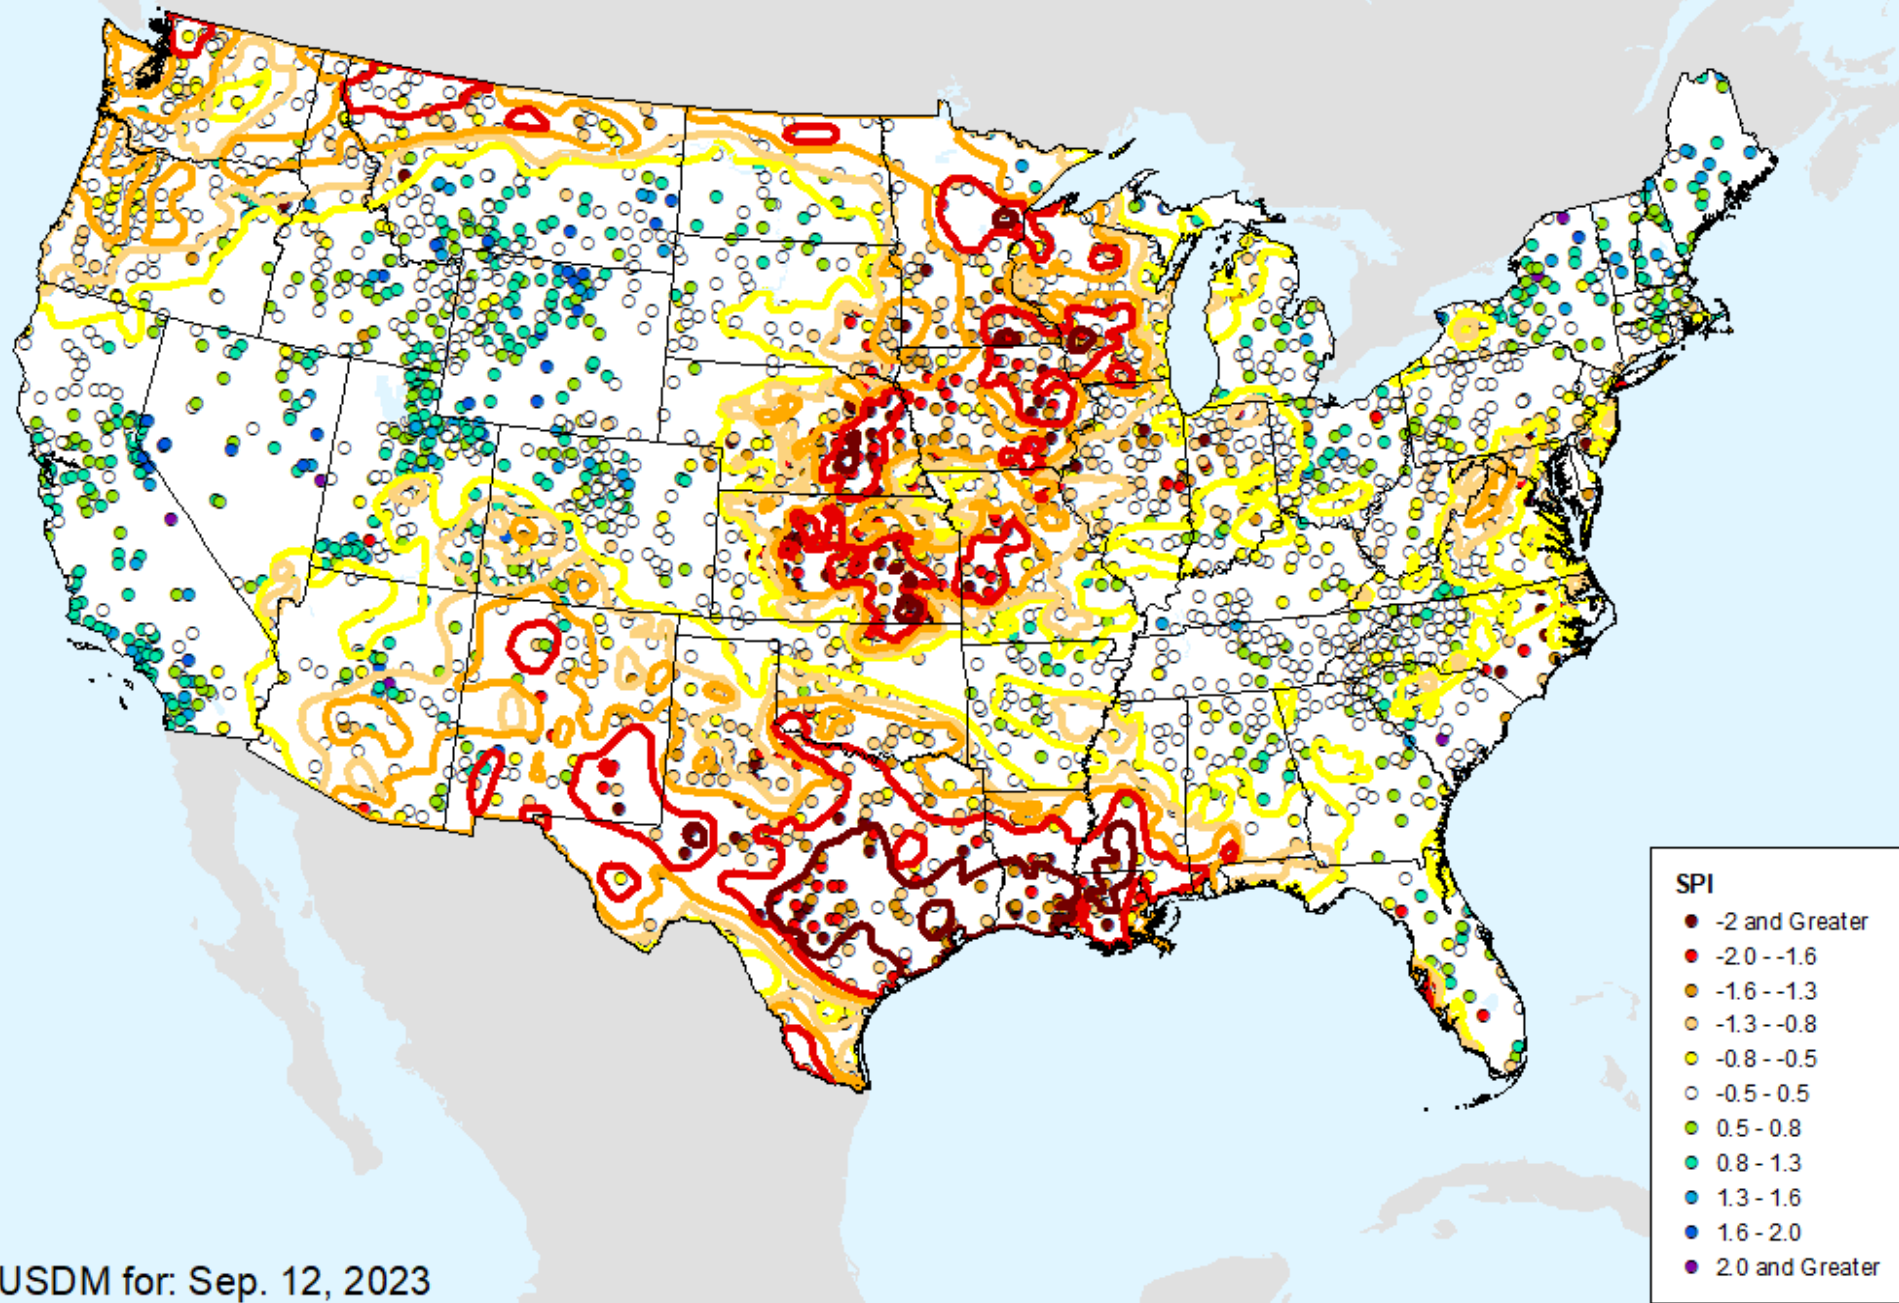 SPI
-2 and Greater
-2.0 - -1.6
-1.6 - -1.3
-1.3 - -0.8
-0.8 - -0.5
-0.5 - 0.5
0.5 - 0.8
0.8 - 1.3
1.3 - 1.6
1.6 - 2.0
2.0 and Greater
USDM for: Sep. 12, 2023